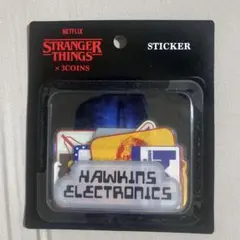 NETFLIX
STRANGER
THINGS
× 3COINS
STICKER
HAWKINS
ELECTRONICS